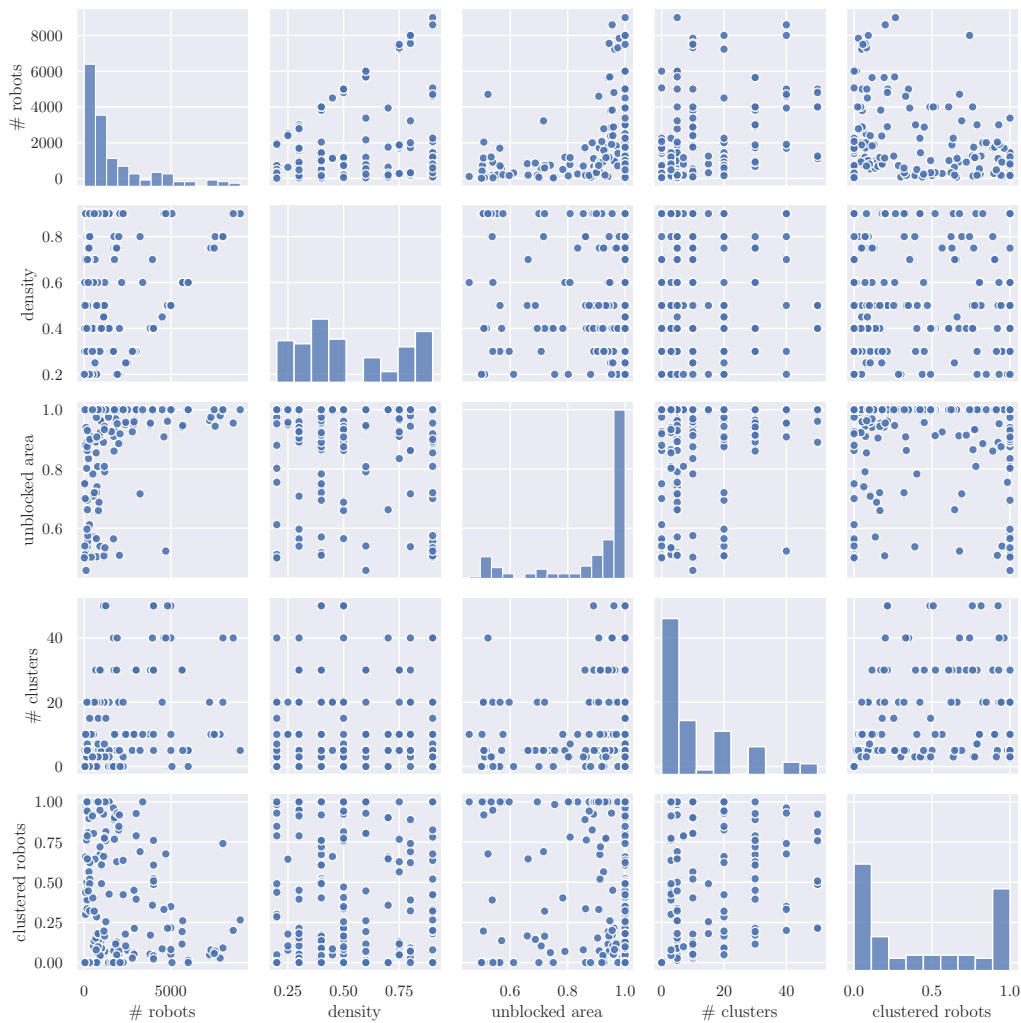 # robots
8000
6000
4000
2000
0
density
0.8
0.6
0.4
0.2
unblocked area
1.0
0.8
0.6
# clusters
40
20
0
clustered robots
1.00
0.75
0.50
0.25
0.00
0 5000
# robots
0.25 0.50 0.75
density
0.6 0.8 1.0
unblocked area
0 20 40
# clusters
0.0 0.5 1.0
clustered robots